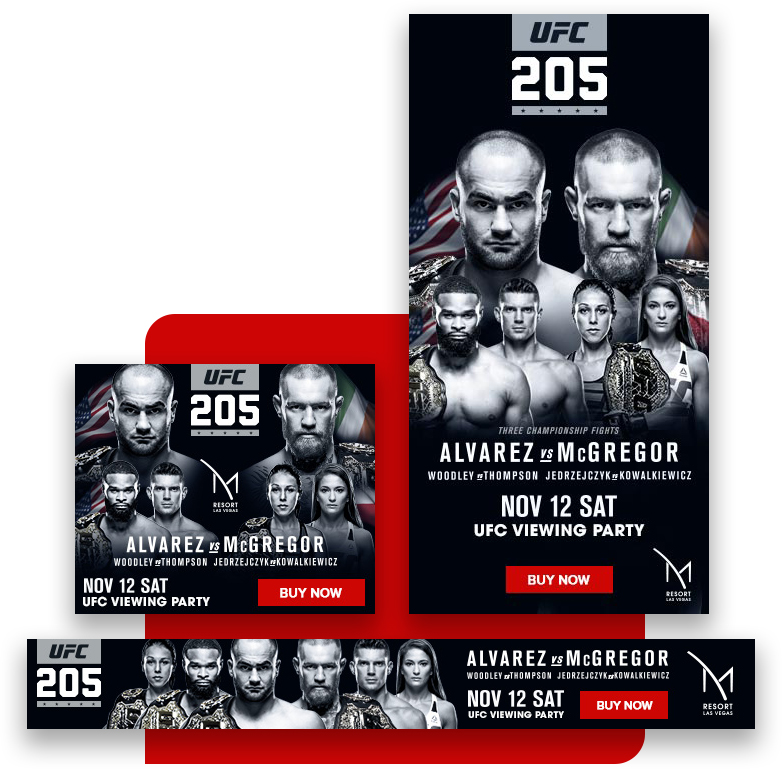 UFC
205
THREE CHAMPIONSHIP FIGHTS
ALVAREZ vs McGREGOR
WOODLEY vs THOMPSON JEDRZEJCZYK vs KOWALKIEWICZ
NOV 12 SAT
UFC VIEWING PARTY
BUY NOW
M
RESORT
LAS VEGAS
UFC
205
M
RESORT
LAS VEGAS
ALVAREZ vs McGREGOR
WOODLEY vs THOMPSON JEDRZEJCZYK vs KOWALKIEWICZ
NOV 12 SAT
UFC VIEWING PARTY
BUY NOW
UFC
205
ALVAREZ vs McGREGOR
WOODLEY vs THOMPSON JEDRZEJCZYK vs KOWALKIEWICZ
NOV 12 SAT
UFC VIEWING PARTY
BUY NOW
M
RESORT
LAS VEGAS